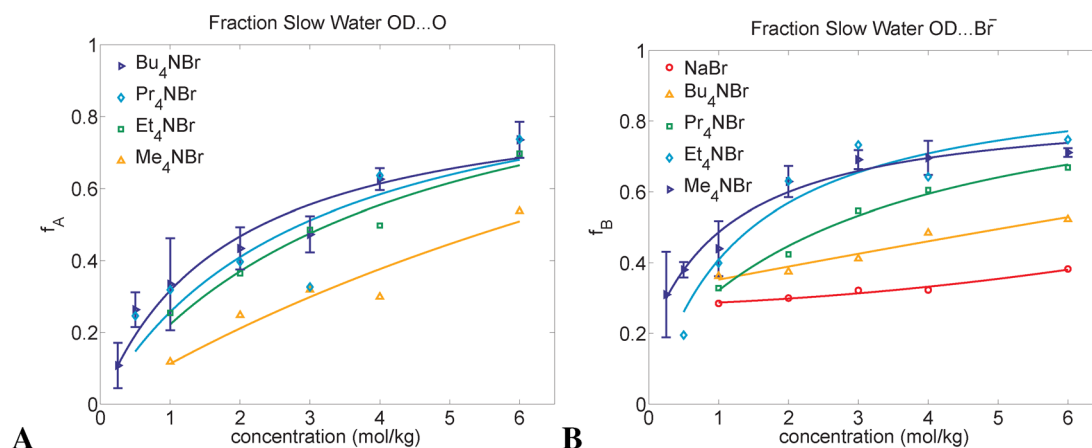 Fraction Slow Water OD...O
1
0.8
0.6
0.4
0.2
0
f_A
Bu₄NBr
Pr₄NBr
Et₄NBr
Me₄NBr
0 1 2 3 4 5 6
concentration (mol/kg)
A
Fraction Slow Water OD...Br⁻
1
0.8
0.6
0.4
0.2
0
f_B
NaBr
Bu₄NBr
Pr₄NBr
Et₄NBr
Me₄NBr
0 1 2 3 4 5 6
concentration (mol/kg)
B